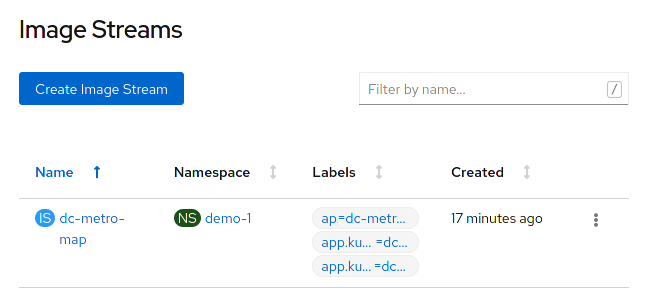 Image Streams
Create Image Stream
Filter by name...
/
Name Namespace Labels Created
IS dc-metro-map NS demo-1 ap=dc-metr... 17 minutes ago
app.ku... =dc...
app.ku... =dc...